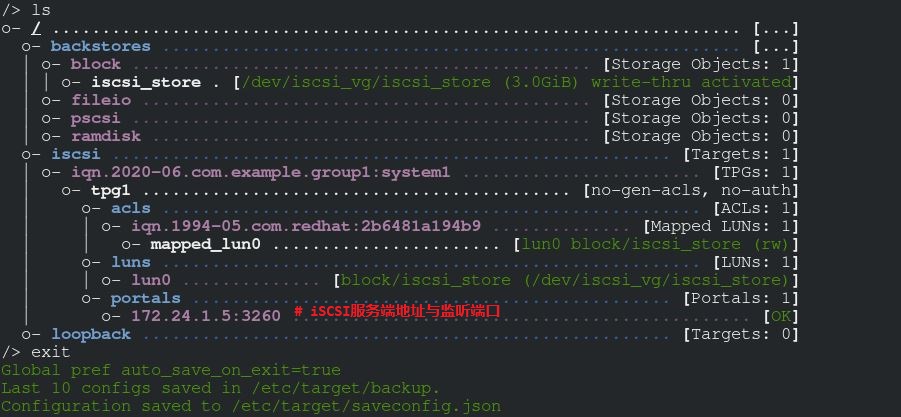 /> ls
o- / ......................................................................... [...]
  o- backstores .............................................................. [...]
  | o- block .................................................. [Storage Objects: 1]
  | | o- iscsi_store . [/dev/iscsi_vg/iscsi_store (3.0GiB) write-thru activated]
  | o- fileio ................................................. [Storage Objects: 0]
  | o- pscsi .................................................. [Storage Objects: 0]
  | o- ramdisk ................................................ [Storage Objects: 0]
  o- iscsi ............................................................ [Targets: 1]
  | o- iqn.2020-06.com.example.group1:system1 ............................ [TPGs: 1]
  |   o- tpg1 .......................................... [no-gen-acls, no-auth]
  |     o- acls .......................................................... [ACLs: 1]
  |     | o- iqn.1994-05.com.redhat:2b6481a194b9 ................ [Mapped LUNs: 1]
  |     |   o- mapped_lun0 ....................... [lun0 block/iscsi_store (rw)]
  |     o- luns .......................................................... [LUNs: 1]
  |     | o- lun0 ............... [block/iscsi_store (/dev/iscsi_vg/iscsi_store)]
  |     o- portals .................................................... [Portals: 1]
  |       o- 172.24.1.5:3260 # iSCSI服务端地址与监听端口 ............................ [OK]
  o- loopback ......................................................... [Targets: 0]
/> exit
Global pref auto_save_on_exit=true
Last 10 configs saved in /etc/target/backup.
Configuration saved to /etc/target/saveconfig.json